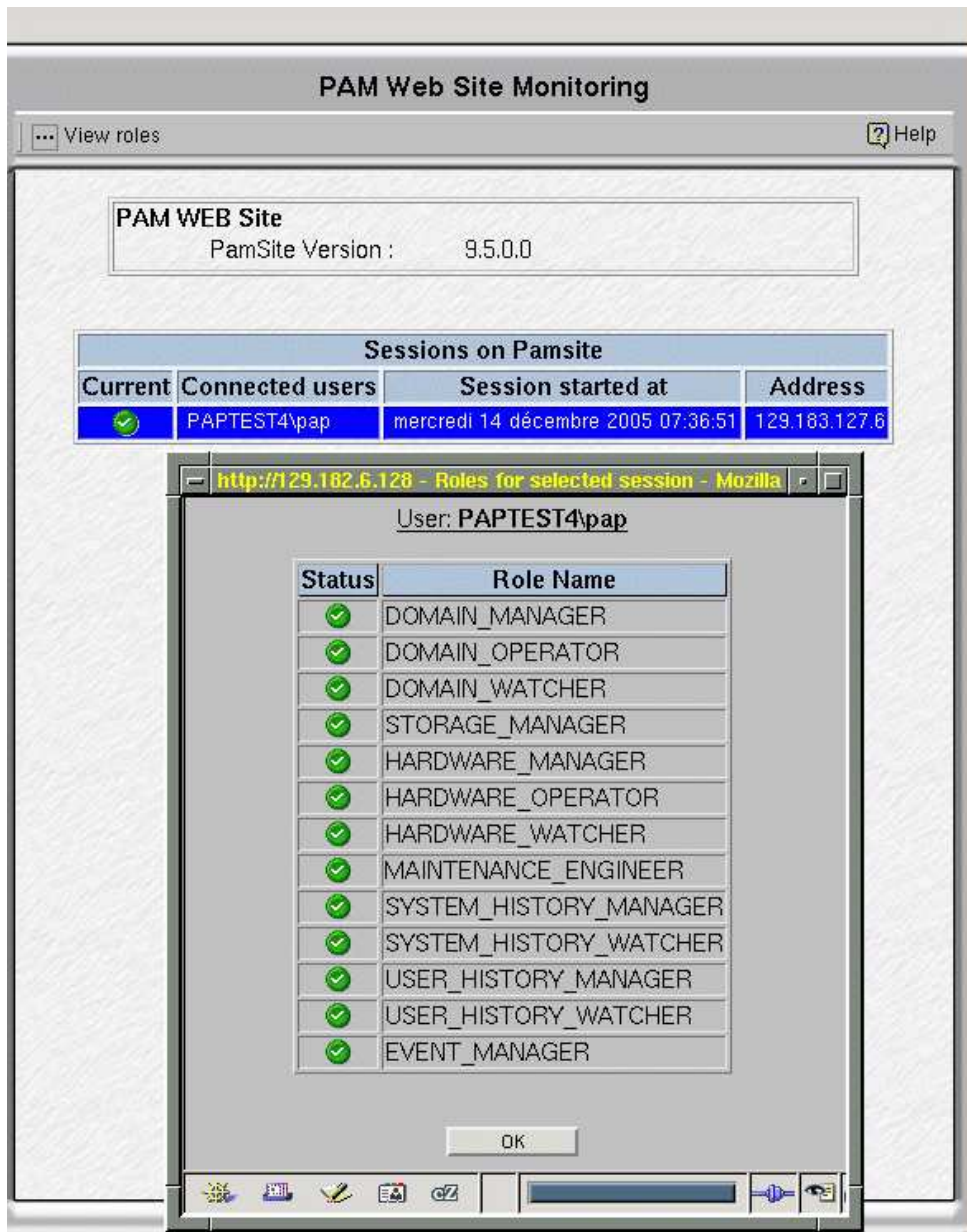 PAM Web Site Monitoring
... View roles
? Help
PAM WEB Site
PamSite Version : 9.5.0.0
Sessions on Pamsite
Current Connected users Session started at Address
PAPTEST4\pap mercredi 14 décembre 2005 07:36:51 129.183.127.6
http://129.182.6.128 - Roles for selected session - Mozilla
User: PAPTEST4\pap
Status Role Name
DOMAIN_MANAGER
DOMAIN_OPERATOR
DOMAIN_WATCHER
STORAGE_MANAGER
HARDWARE_MANAGER
HARDWARE_OPERATOR
HARDWARE_WATCHER
MAINTENANCE_ENGINEER
SYSTEM_HISTORY_MANAGER
SYSTEM_HISTORY_WATCHER
USER_HISTORY_MANAGER
USER_HISTORY_WATCHER
EVENT_MANAGER
OK
cZ